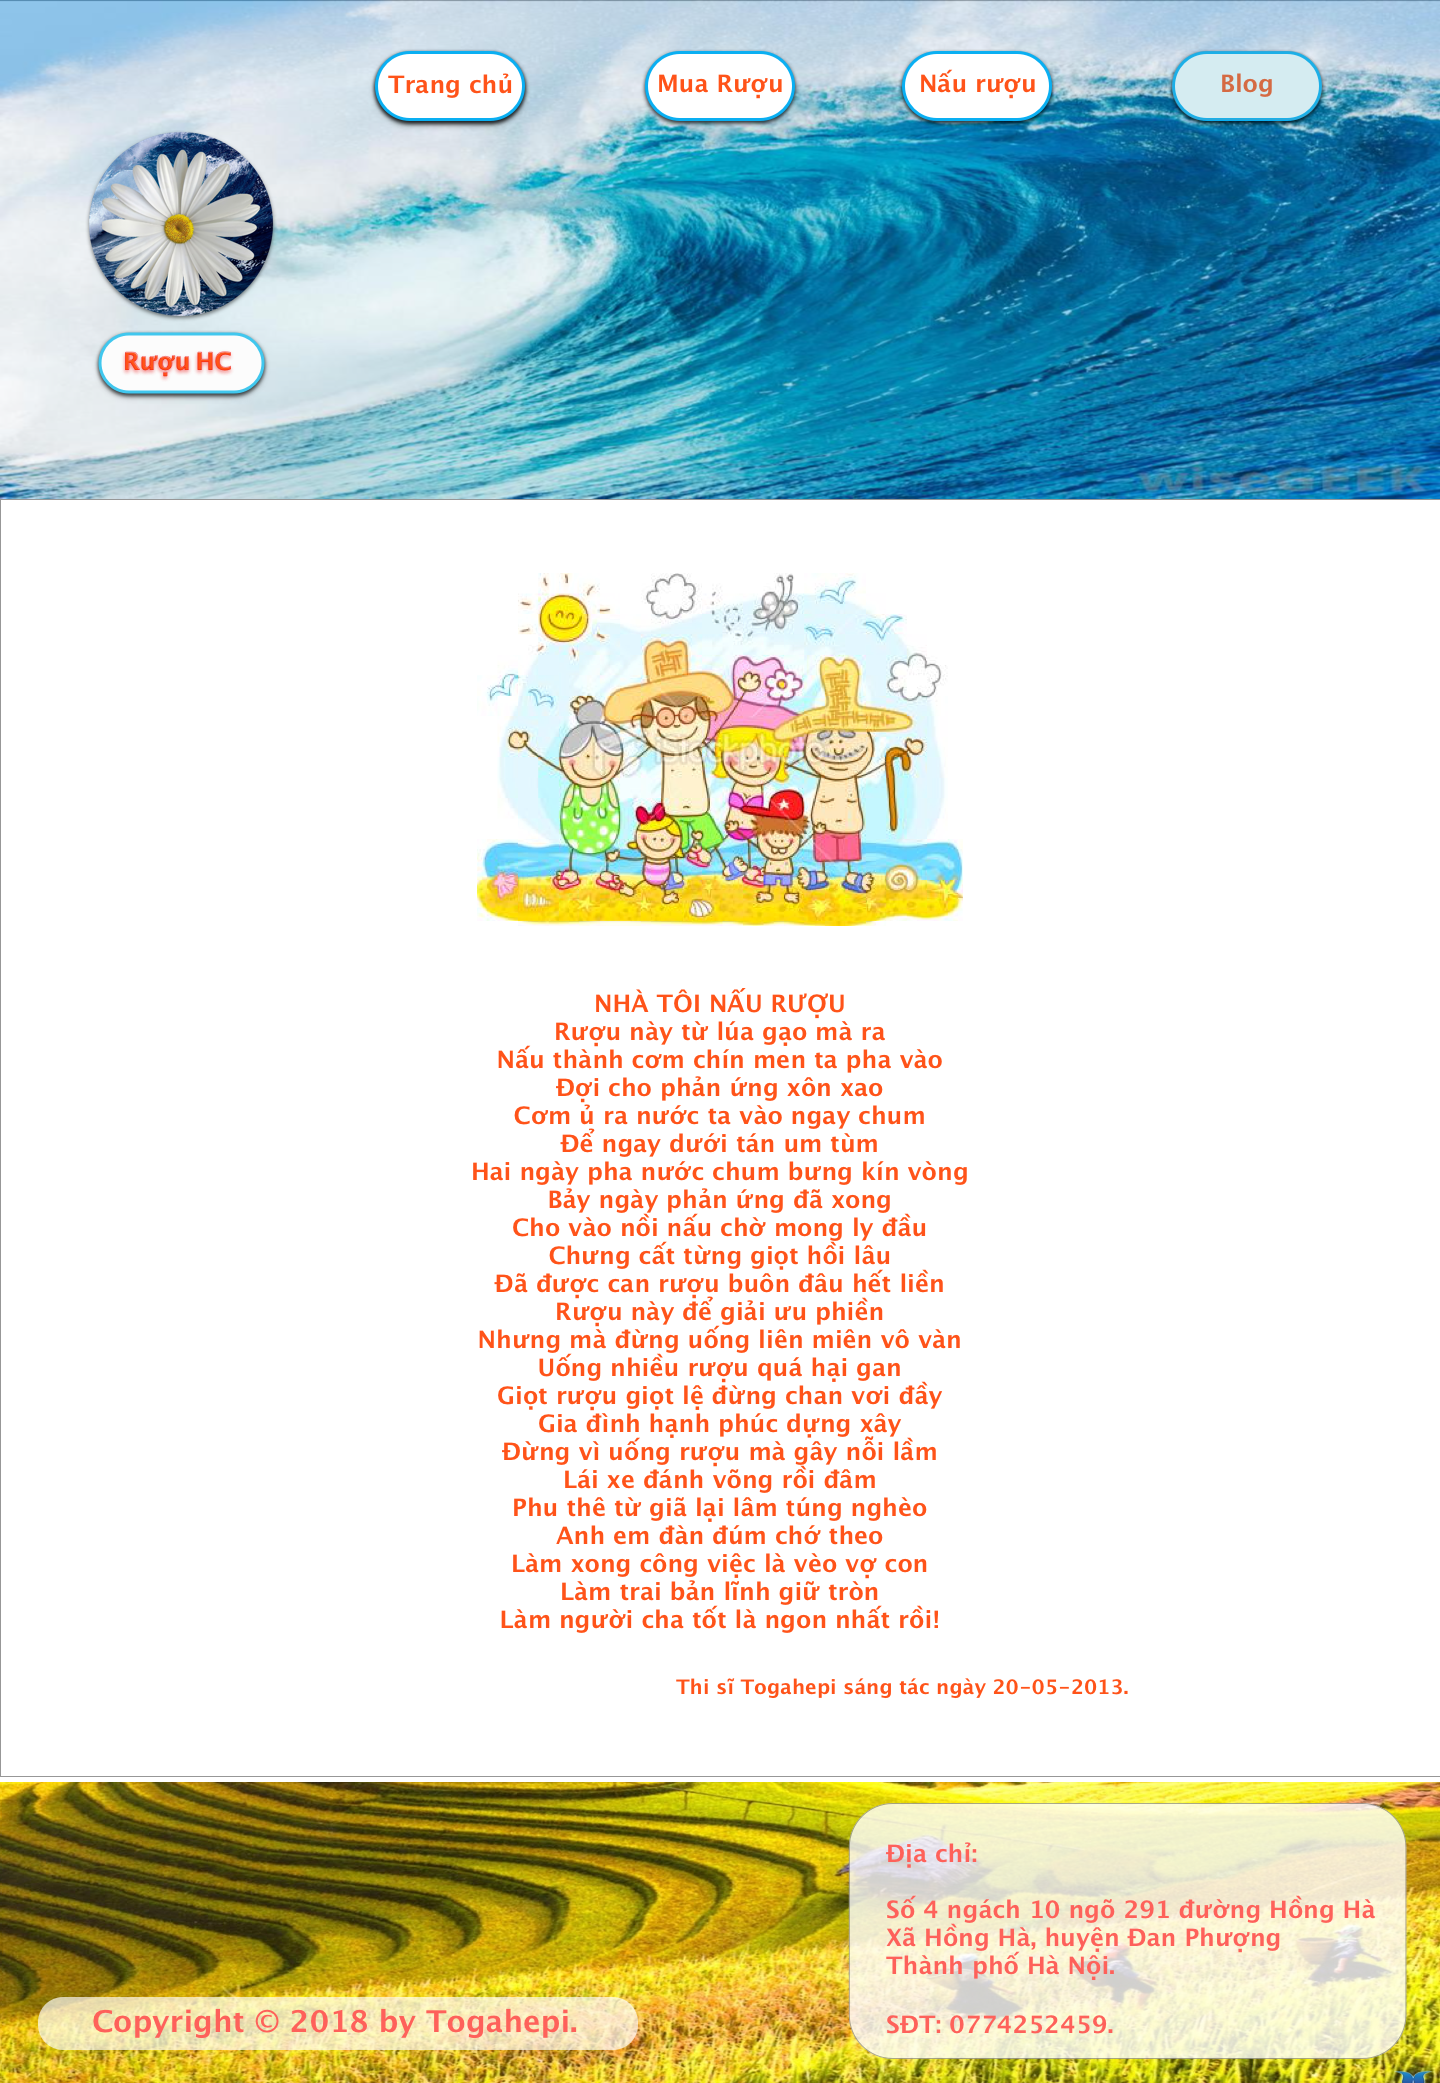 Trang chủ
Mua Rượu
Nấu rượu
Blog
Rượu HC
wiseGEEK
iStockphoto
NHÀ TÔI NẤU RƯỢU
Rượu này từ lúa gạo mà ra
Nấu thành cơm chín men ta pha vào
Đợi cho phản ứng xôn xao
Cơm ủ ra nước ta vào ngay chum
Để ngay dưới tán um tùm
Hai ngày pha nước chum bưng kín vòng
Bảy ngày phản ứng đã xong
Cho vào nồi nấu chờ mong ly đầu
Chưng cất từng giọt hồi lâu
Đã được can rượu buôn đâu hết liền
Rượu này để giải ưu phiền
Nhưng mà đừng uống liên miên vô vàn
Uống nhiều rượu quá hại gan
Giọt rượu giọt lệ đừng chan vơi đầy
Gia đình hạnh phúc dựng xây
Đừng vì uống rượu mà gây nỗi lầm
Lái xe đánh võng rồi đâm
Phu thê từ giã lại lâm túng nghèo
Anh em đàn đúm chớ theo
Làm xong công việc là vèo vợ con
Làm trai bản lĩnh giữ tròn
Làm người cha tốt là ngon nhất rồi!
Thi sĩ Togahepi sáng tác ngày 20-05-2013.
Địa chỉ:
Số 4 ngách 10 ngõ 291 đường Hồng Hà
Xã Hồng Hà, huyện Đan Phượng
Thành phố Hà Nội.
SĐT: 0774252459.
Copyright © 2018 by Togahepi.